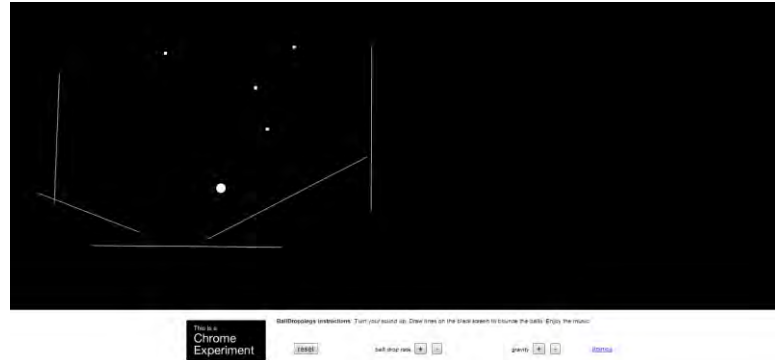 BallDroppings Instructions: Turn your sound up. Draw lines on the black screen to bounce the balls. Enjoy the music.
This is a
Chrome
Experiment
ball drop rate + -
gravity + -